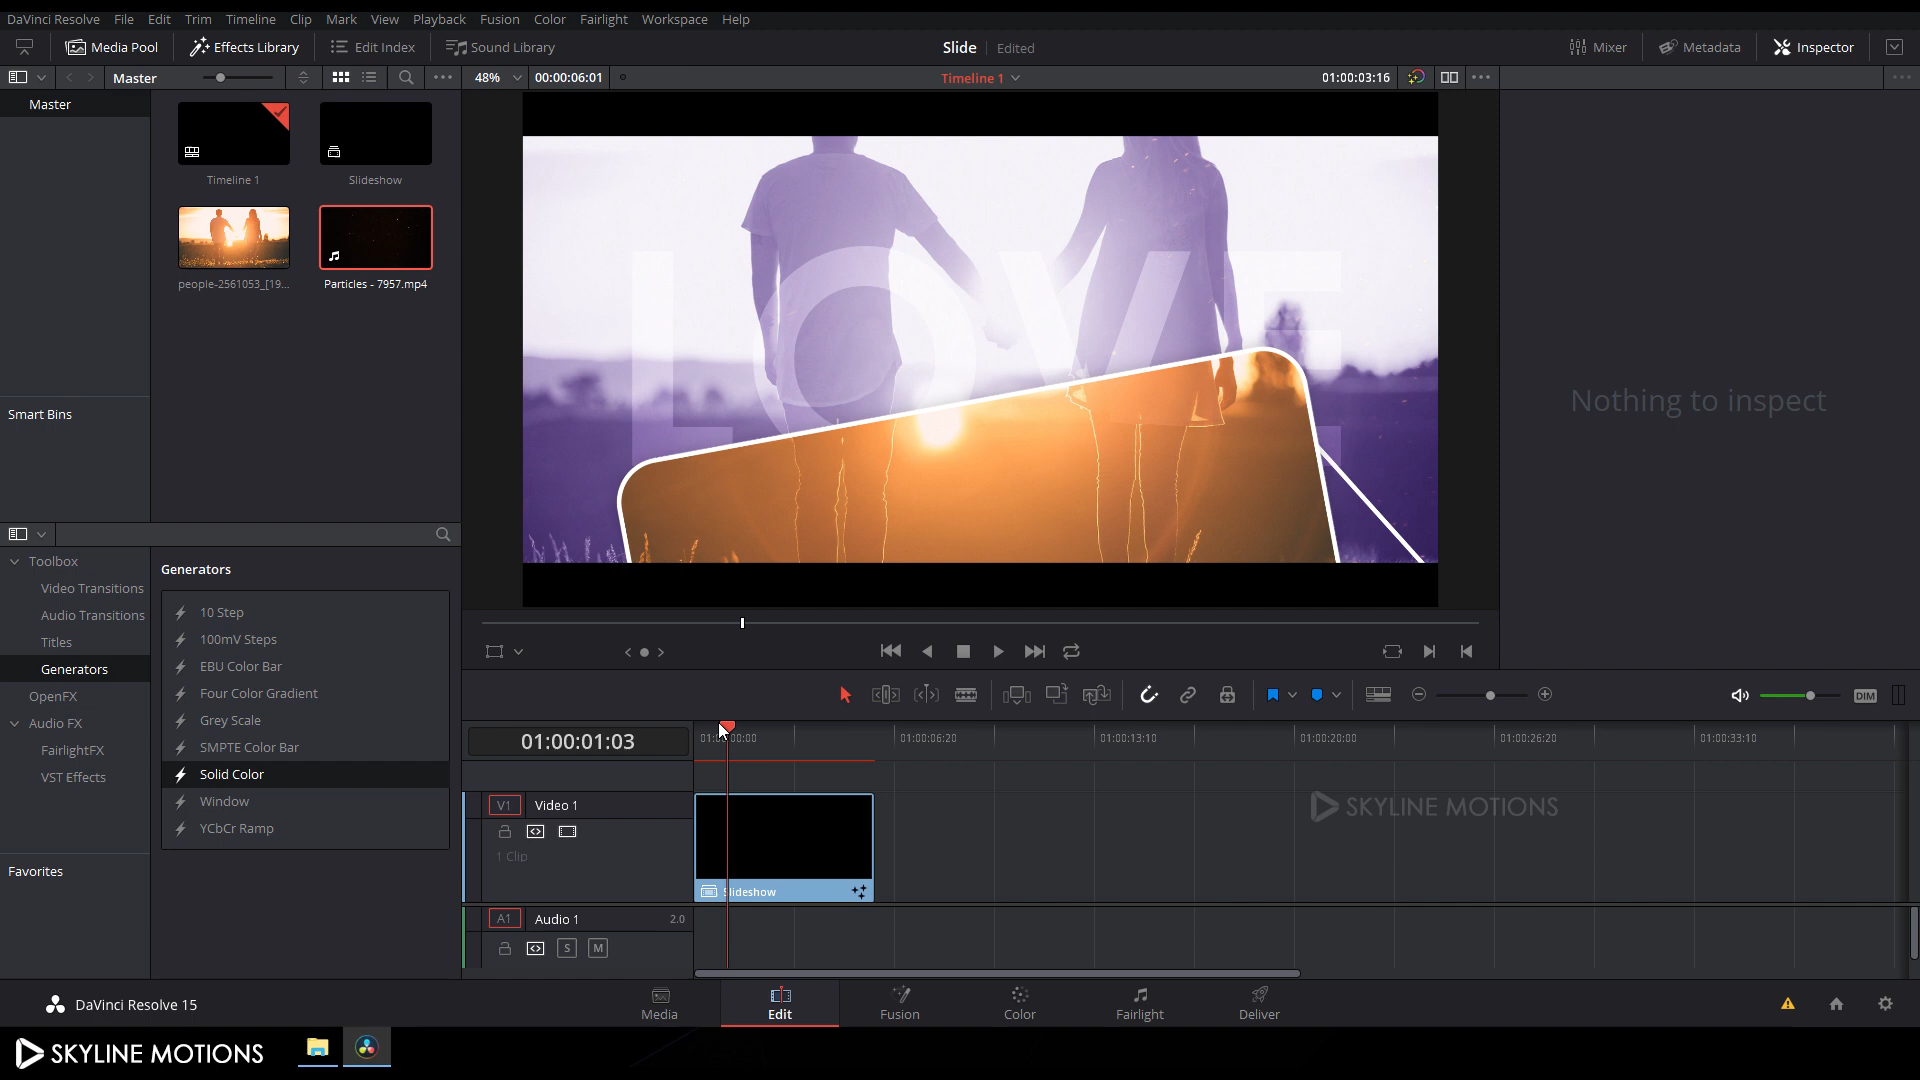 DaVinci Resolve File Edit Trim Timeline Clip Mark View Playback Fusion Color Fairlight Workspace Help
Media Pool Effects Library Edit Index Sound Library Slide Edited Mixer Metadata Inspector
Master 48% 00:00:06:01 Timeline 1 01:00:03:16
Master
Timeline 1 Slideshow
people-2561053_[19... Particles - 7957.mp4
LOVE
Nothing to inspect
Smart Bins
Toolbox
Video Transitions
Audio Transitions
Titles
Generators
OpenFX
Audio FX
FairlightFX
VST Effects
Favorites
Generators
10 Step
100mV Steps
EBU Color Bar
Four Color Gradient
Grey Scale
SMPTE Color Bar
Solid Color
Window
YCbCr Ramp
DIM
01:00:01:03 00:00 01:00:06:20 01:00:13:10 01:00:20:00 01:00:26:20 01:00:33:10
V1 Video 1
1 Clip
SKYLINE MOTIONS
Slideshow
A1 Audio 1 2.0
S M
DaVinci Resolve 15 Media Edit Fusion Color Fairlight Deliver
SKYLINE MOTIONS